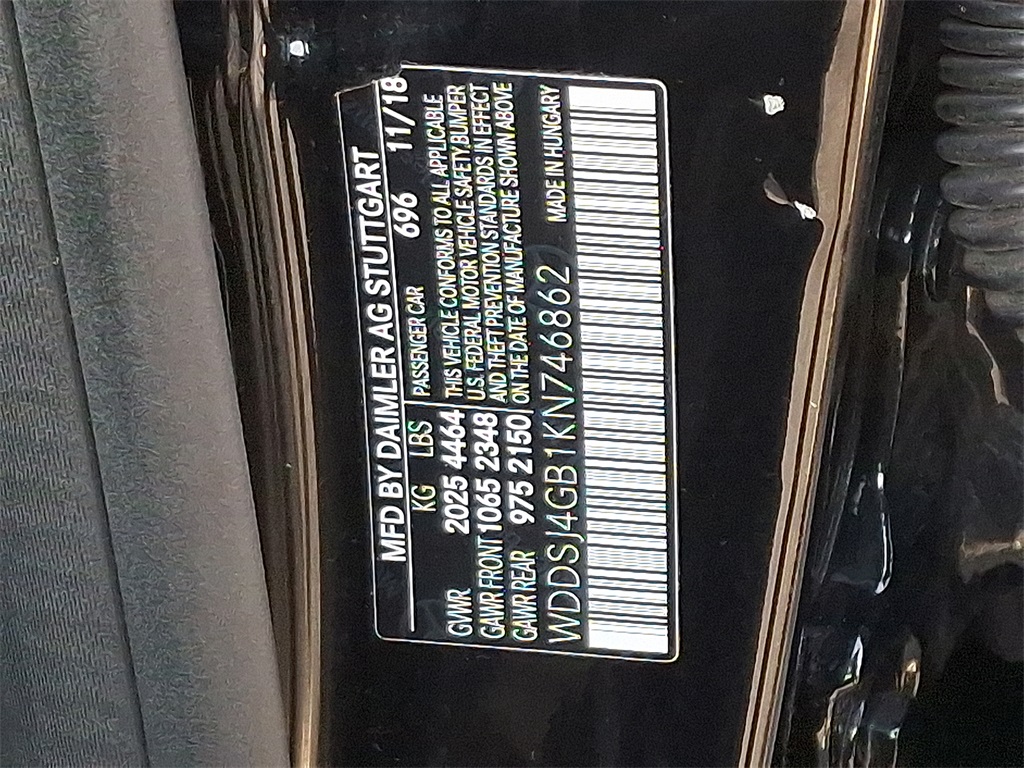 MFD BY DAIMLER AG STUTTGART
KG LBS PASSENGER CAR 696 11/18
GVWR 2025 4464 THIS VEHICLE CONFORMS TO ALL APPLICABLE
GAWR FRONT 1065 2348 U.S. FEDERAL MOTOR VEHICLE SAFETY,BUMPER
GAWR REAR 975 2150 AND THEFT PREVENTION STANDARDS IN EFFECT
ON THE DATE OF MANUFACTURE SHOWN ABOVE
WDDSJ4GB1KN746862 MADE IN HUNGARY